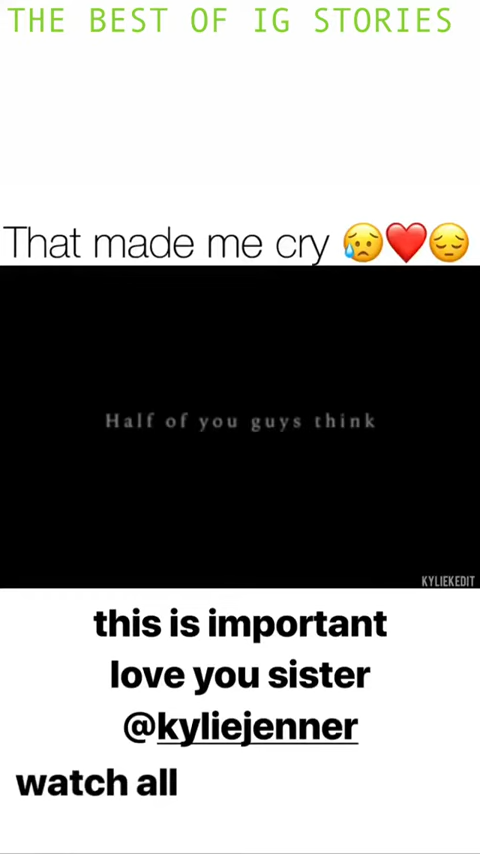 THE BEST OF IG STORIES
That made me cry 😥❤️😔
Half of you guys think
KYLIEKEDIT
this is important
love you sister
@kyliejenner
watch all